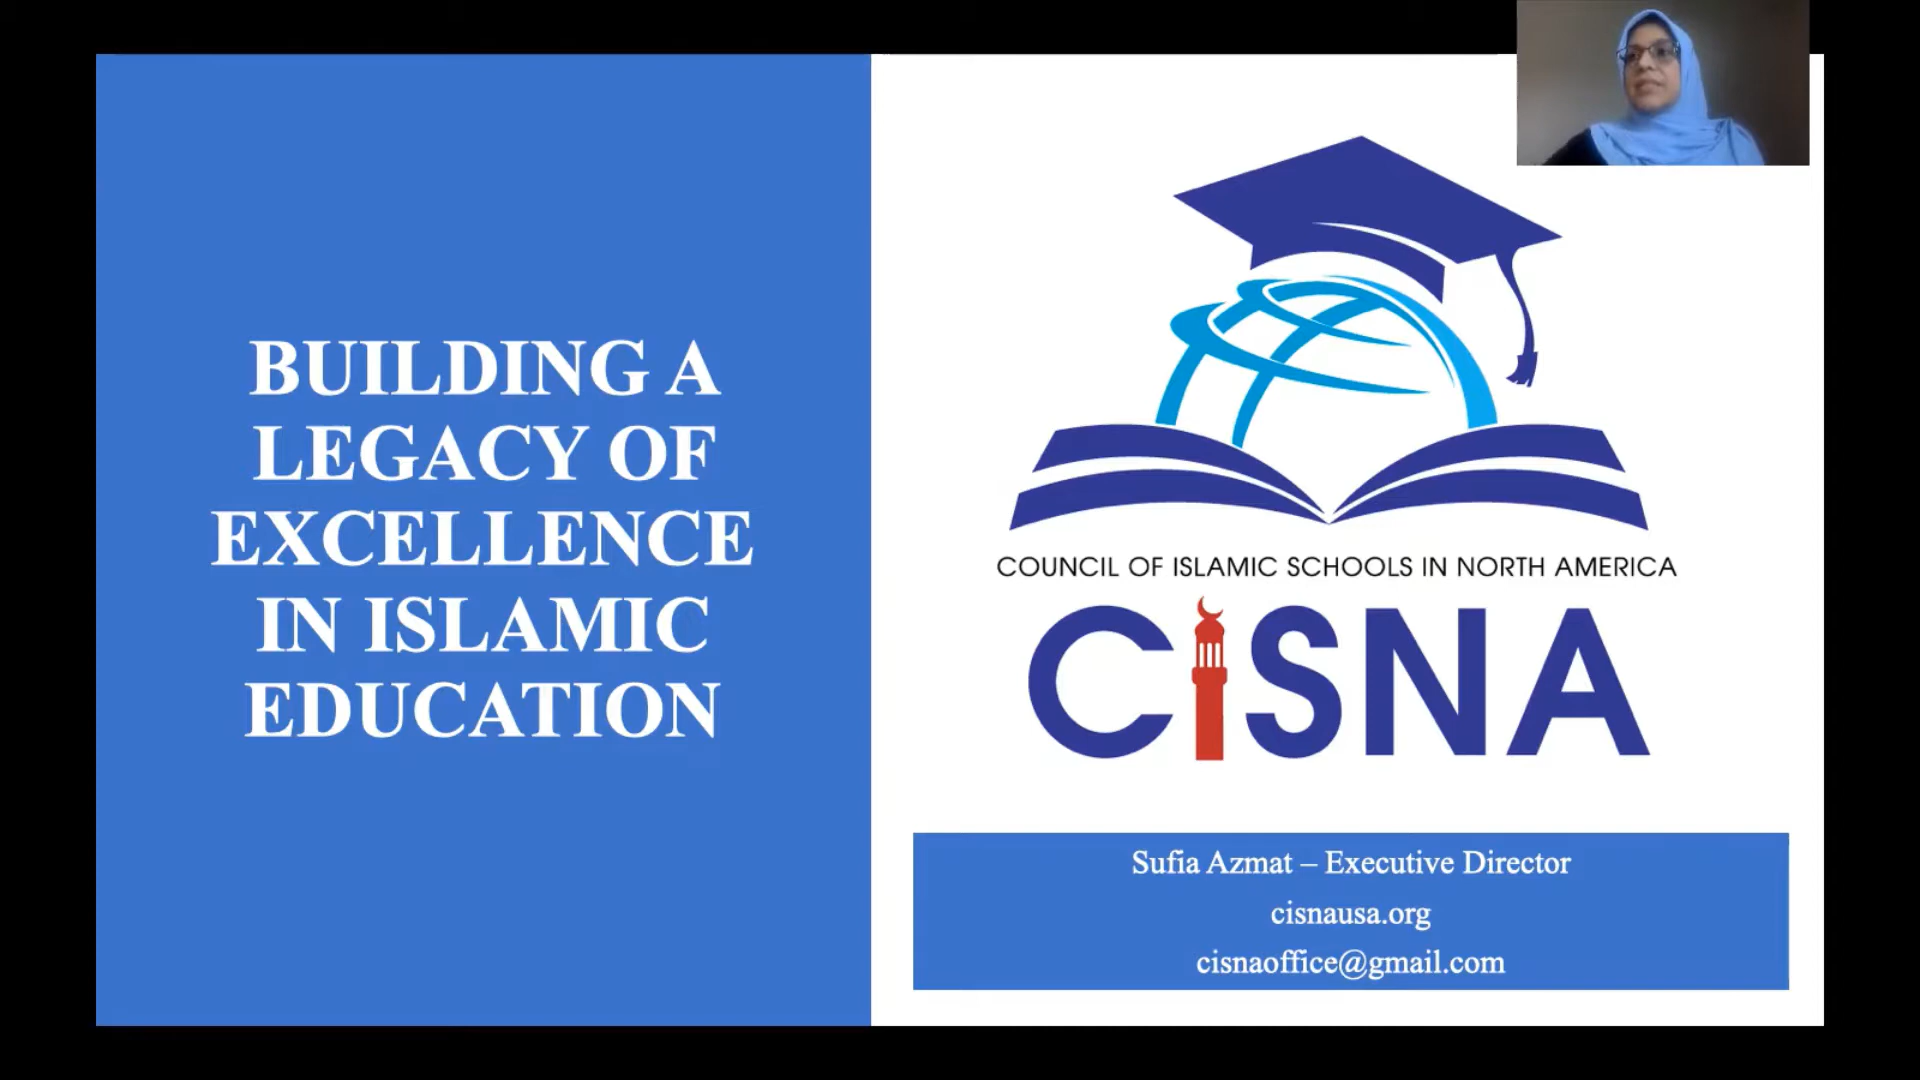 BUILDING A
LEGACY OF
EXCELLENCE
IN ISLAMIC
EDUCATION
COUNCIL OF ISLAMIC SCHOOLS IN NORTH AMERICA
CiSNA
Sufia Azmat – Executive Director
cisnausa.org
cisnaoffice@gmail.com